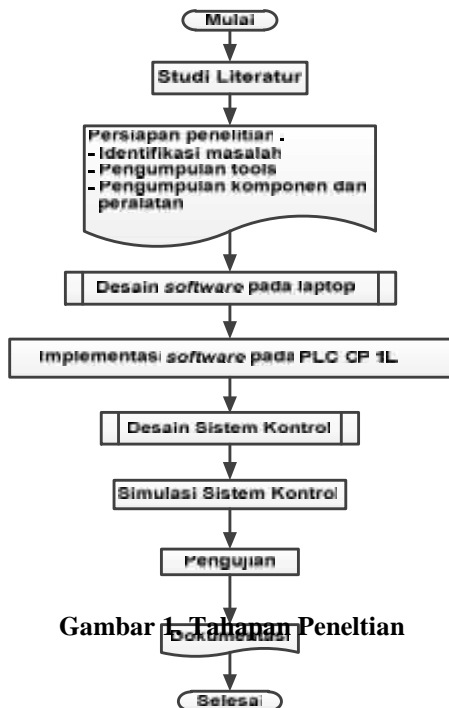 Mulai
Studi Literatur
Persiapan penelitian .
- Identifikasi masalah
- Pengumpulan tools
- Pengumpulan komponen dan
peralatan
Desain software pada laptop
Implementasi software pada PLC CP 1L
Desain Sistem Kontrol
Simulasi Sistem Kontrol
Pengujian
Gambar 1. Tahapan Peneltian
Dokumentasi
Selesai